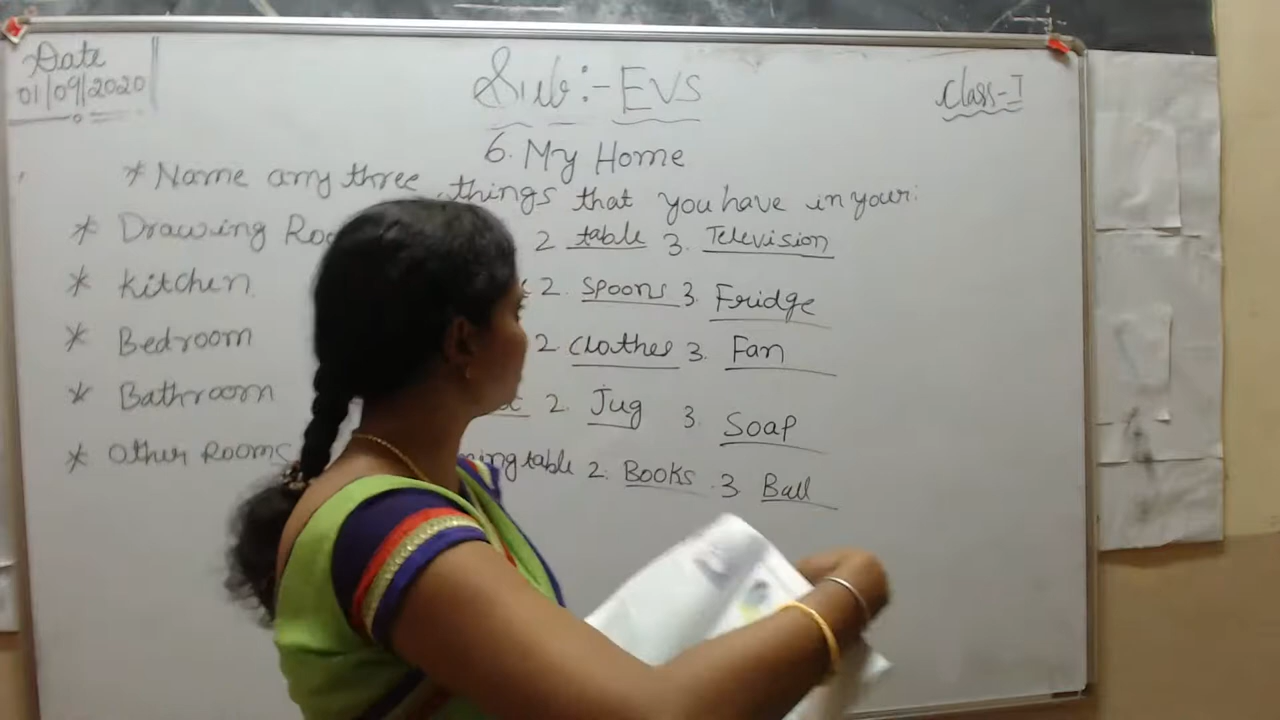 Date
01/09/2020
Sub:- EVS
Class-I
6. My Home
* Name any three things that you have in your:
* Drawing 2. table 3. Television
* Kitchen 2. Spoons 3. Fridge
* Bedroom 2. Clothes 3. Fan
* Bathroom 2. Jug 3. Soap
* Other Rooms table 2. Books 3. Ball